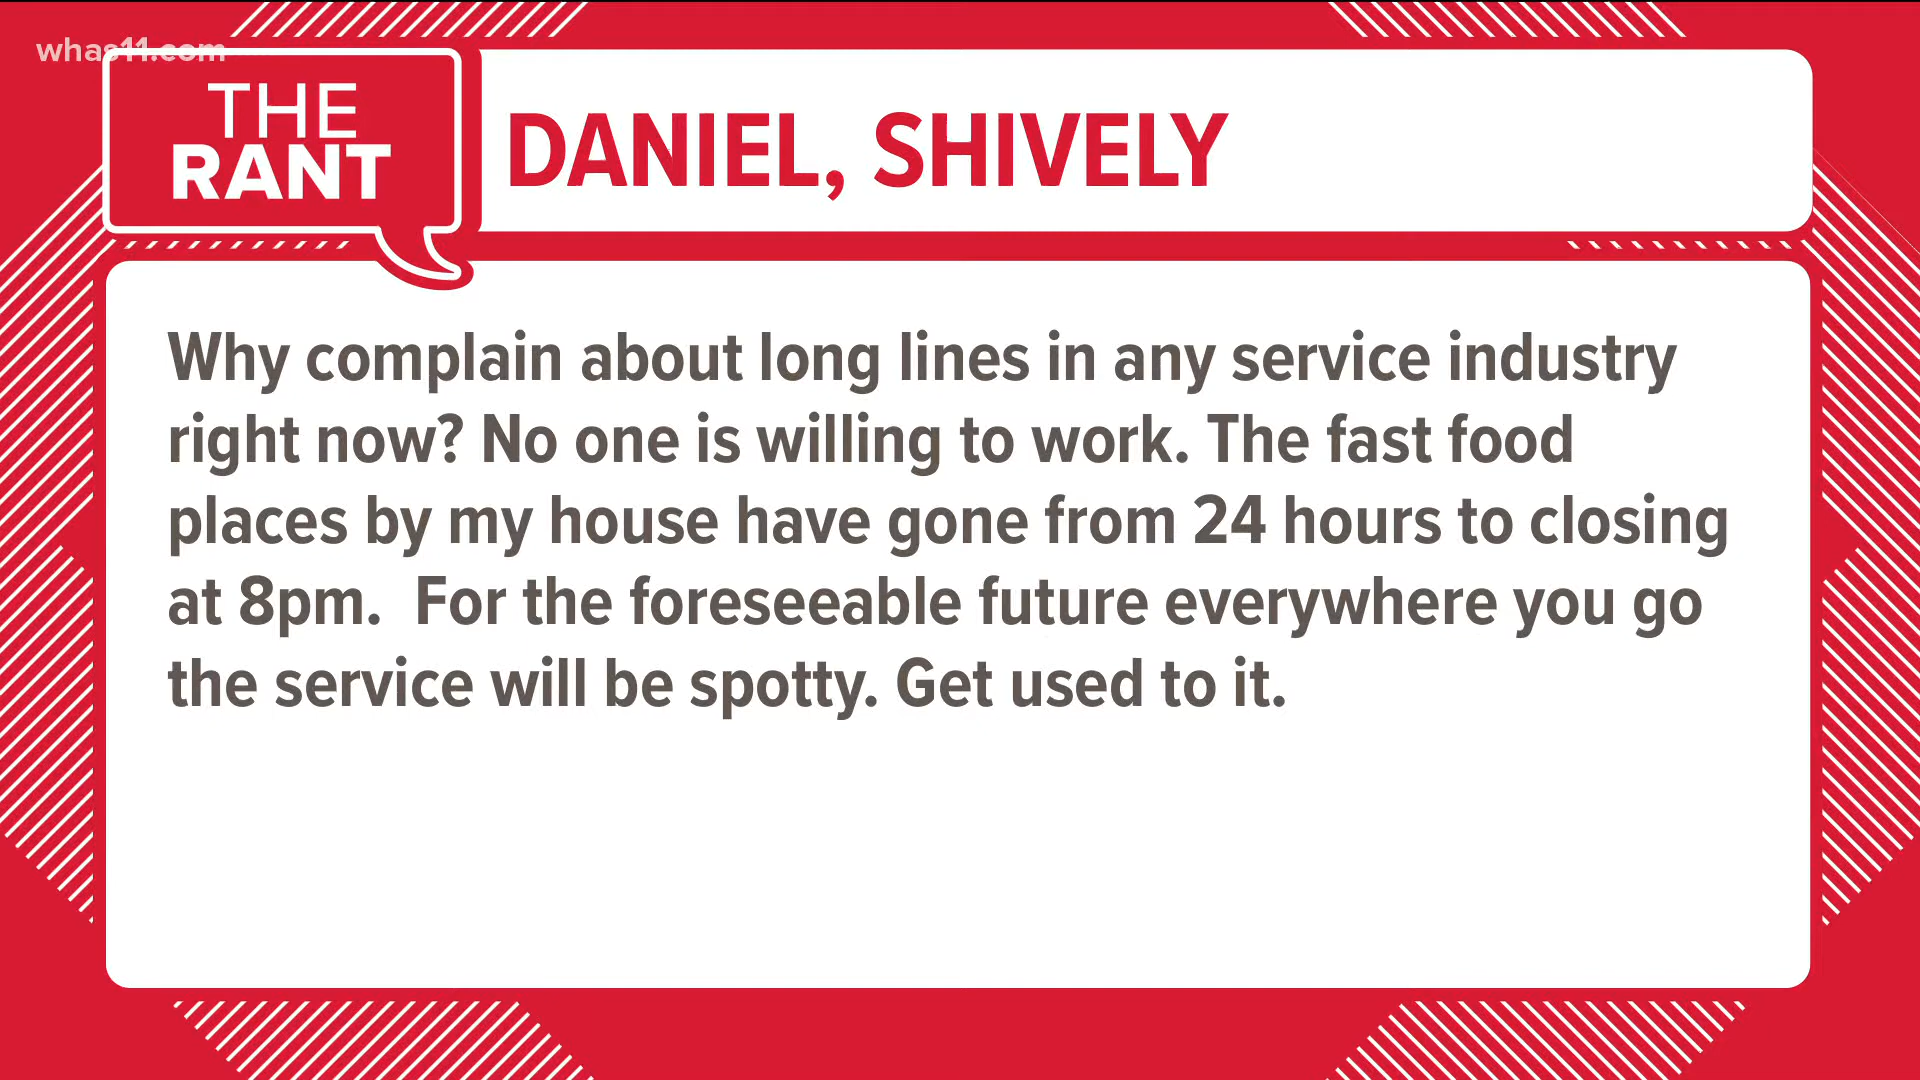 whas11.com
THE
RANT
DANIEL, SHIVELY
Why complain about long lines in any service industry
right now? No one is willing to work. The fast food
places by my house have gone from 24 hours to closing
at 8pm.  For the foreseeable future everywhere you go
the service will be spotty. Get used to it.